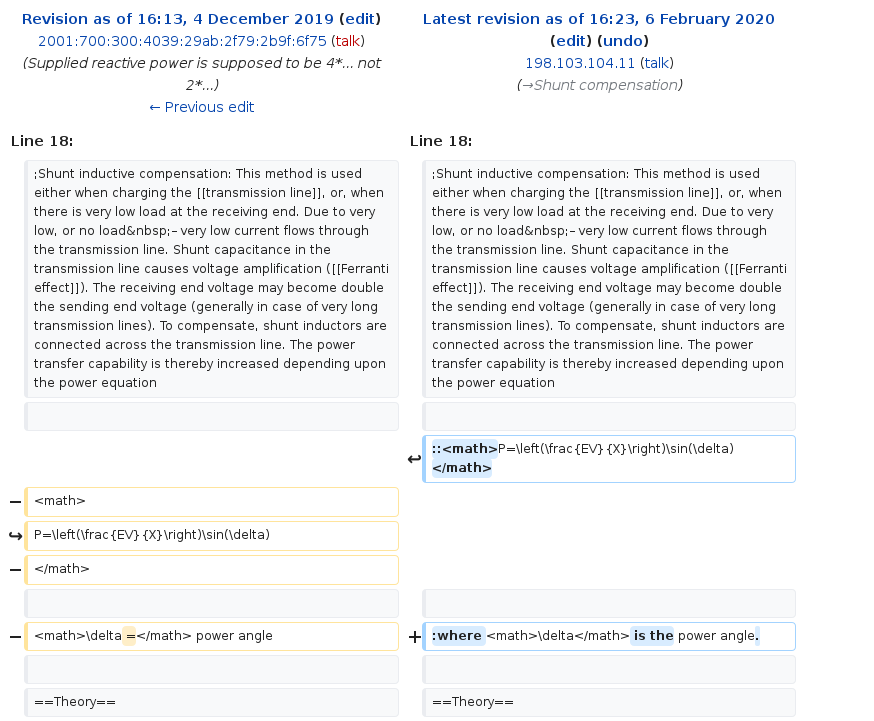 Revision as of 16:13, 4 December 2019 (edit)
2001:700:300:4039:29ab:2f79:2b9f:6f75 (talk)
(Supplied reactive power is supposed to be 4*... not
2*...)
← Previous edit
Latest revision as of 16:23, 6 February 2020
(edit) (undo)
198.103.104.11 (talk)
(→Shunt compensation)
Line 18:
Line 18:
;Shunt inductive compensation: This method is used
either when charging the [[transmission line]], or, when
there is very low load at the receiving end. Due to very
low, or no load&nbsp;– very low current flows through
the transmission line. Shunt capacitance in the
transmission line causes voltage amplification ([[Ferranti
effect]]). The receiving end voltage may become double
the sending end voltage (generally in case of very long
transmission lines). To compensate, shunt inductors are
connected across the transmission line. The power
transfer capability is thereby increased depending upon
the power equation
;Shunt inductive compensation: This method is used
either when charging the [[transmission line]], or, when
there is very low load at the receiving end. Due to very
low, or no load&nbsp;– very low current flows through
the transmission line. Shunt capacitance in the
transmission line causes voltage amplification ([[Ferranti
effect]]). The receiving end voltage may become double
the sending end voltage (generally in case of very long
transmission lines). To compensate, shunt inductors are
connected across the transmission line. The power
transfer capability is thereby increased depending upon
the power equation
↩ ::<math>P=\left(\frac{EV}{X}\right)\sin(\delta)
</math>
− <math>
↪ P=\left(\frac{EV}{X}\right)\sin(\delta)
− </math>
− <math>\delta =</math> power angle
+ :where <math>\delta</math> is the power angle.
==Theory==
==Theory==